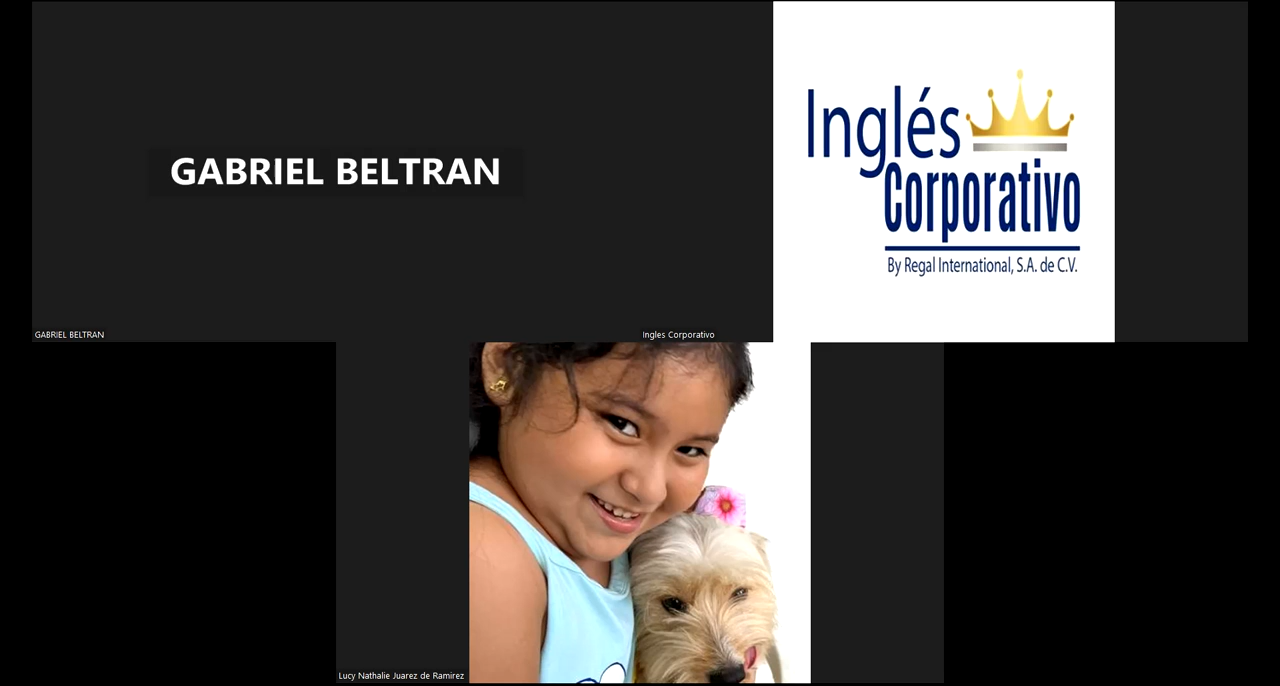 GABRIEL BELTRAN
GABRIEL BELTRAN
Inglés
Corporativo
By Regal International, S.A. de C.V.
Ingles Corporativo
Lucy Nathalie Juarez de Ramirez